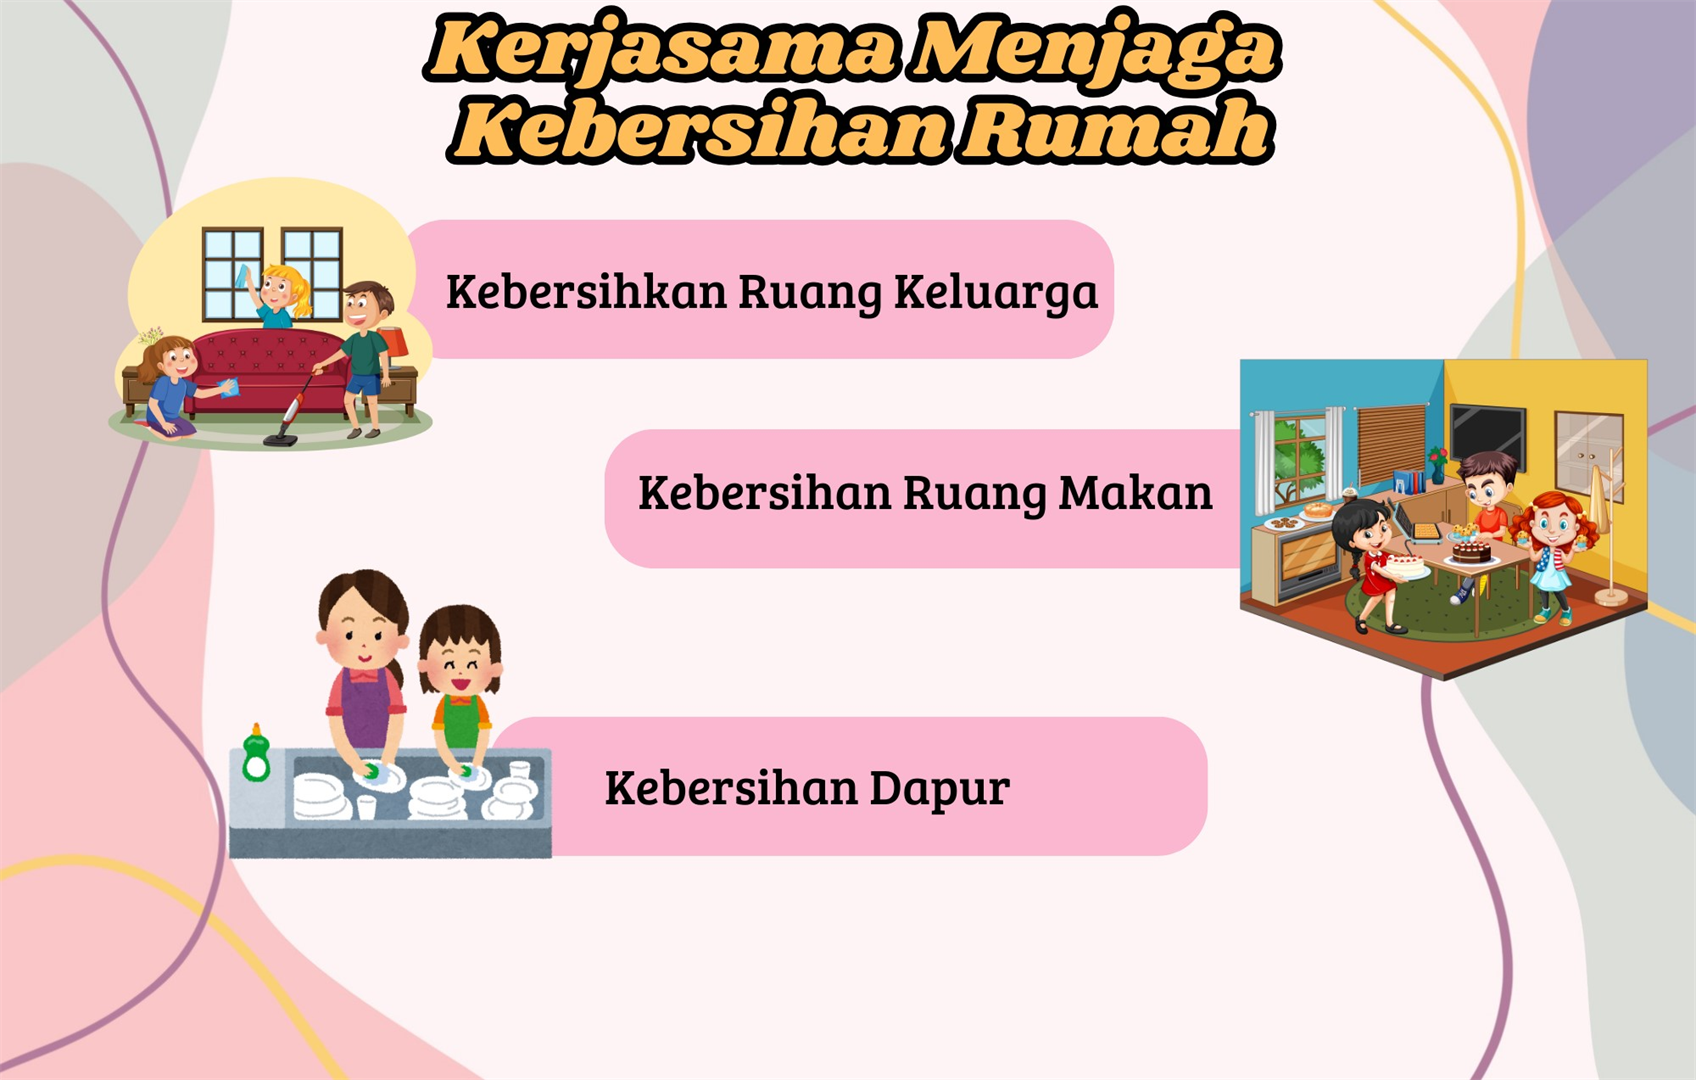 Kerjasama Menjaga
Kebersihan Rumah
Kebersihkan Ruang Keluarga
Kebersihan Ruang Makan
Kebersihan Dapur